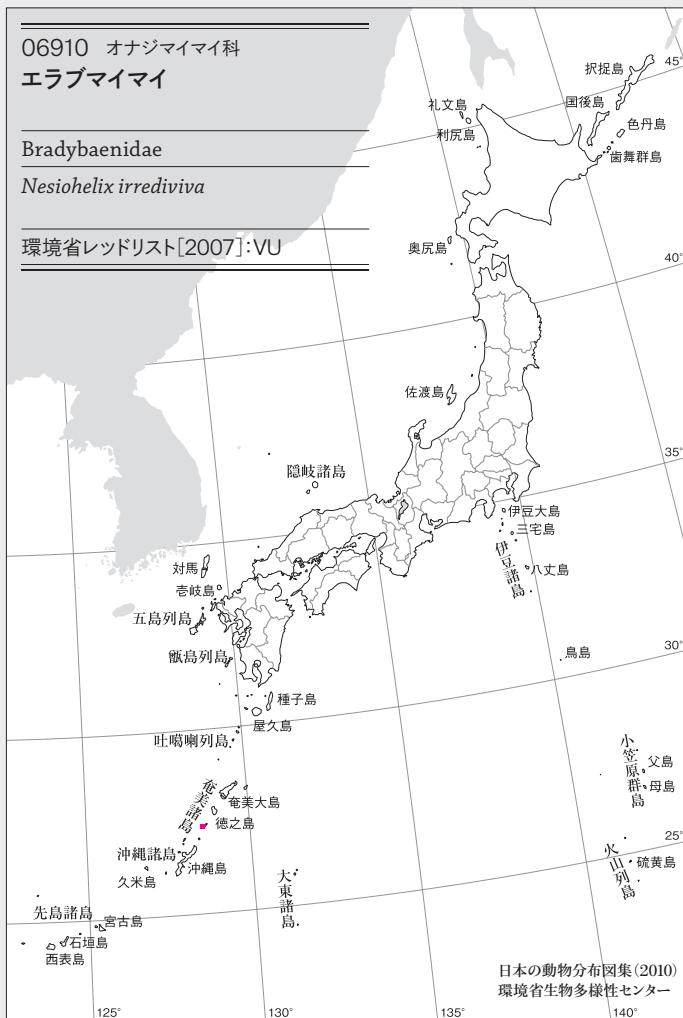 06910 オナジマイマイ科
エラブマイマイ
Bradybaenidae
Nesiohelix irrediviva
環境省レッドリスト[2007]:VU
45°
択捉島
国後島
礼文島
色丹島
利尻島
歯舞群島
奥尻島
40°
佐渡島
35°
隠岐諸島
伊豆大島
三宅島
伊豆諸島
八丈島
対馬
壱岐島
五島列島
甑島列島
鳥島
30°
種子島
屋久島
吐噶喇列島
小笠原群島
父島
母島
奄美諸島
奄美大島
徳之島
25°
沖縄諸島
沖縄島
久米島
火山列島
硫黄島
大東諸島
先島諸島
宮古島
石垣島
西表島
日本の動物分布図集(2010)
環境省生物多様性センター
125°
130°
135°
140°